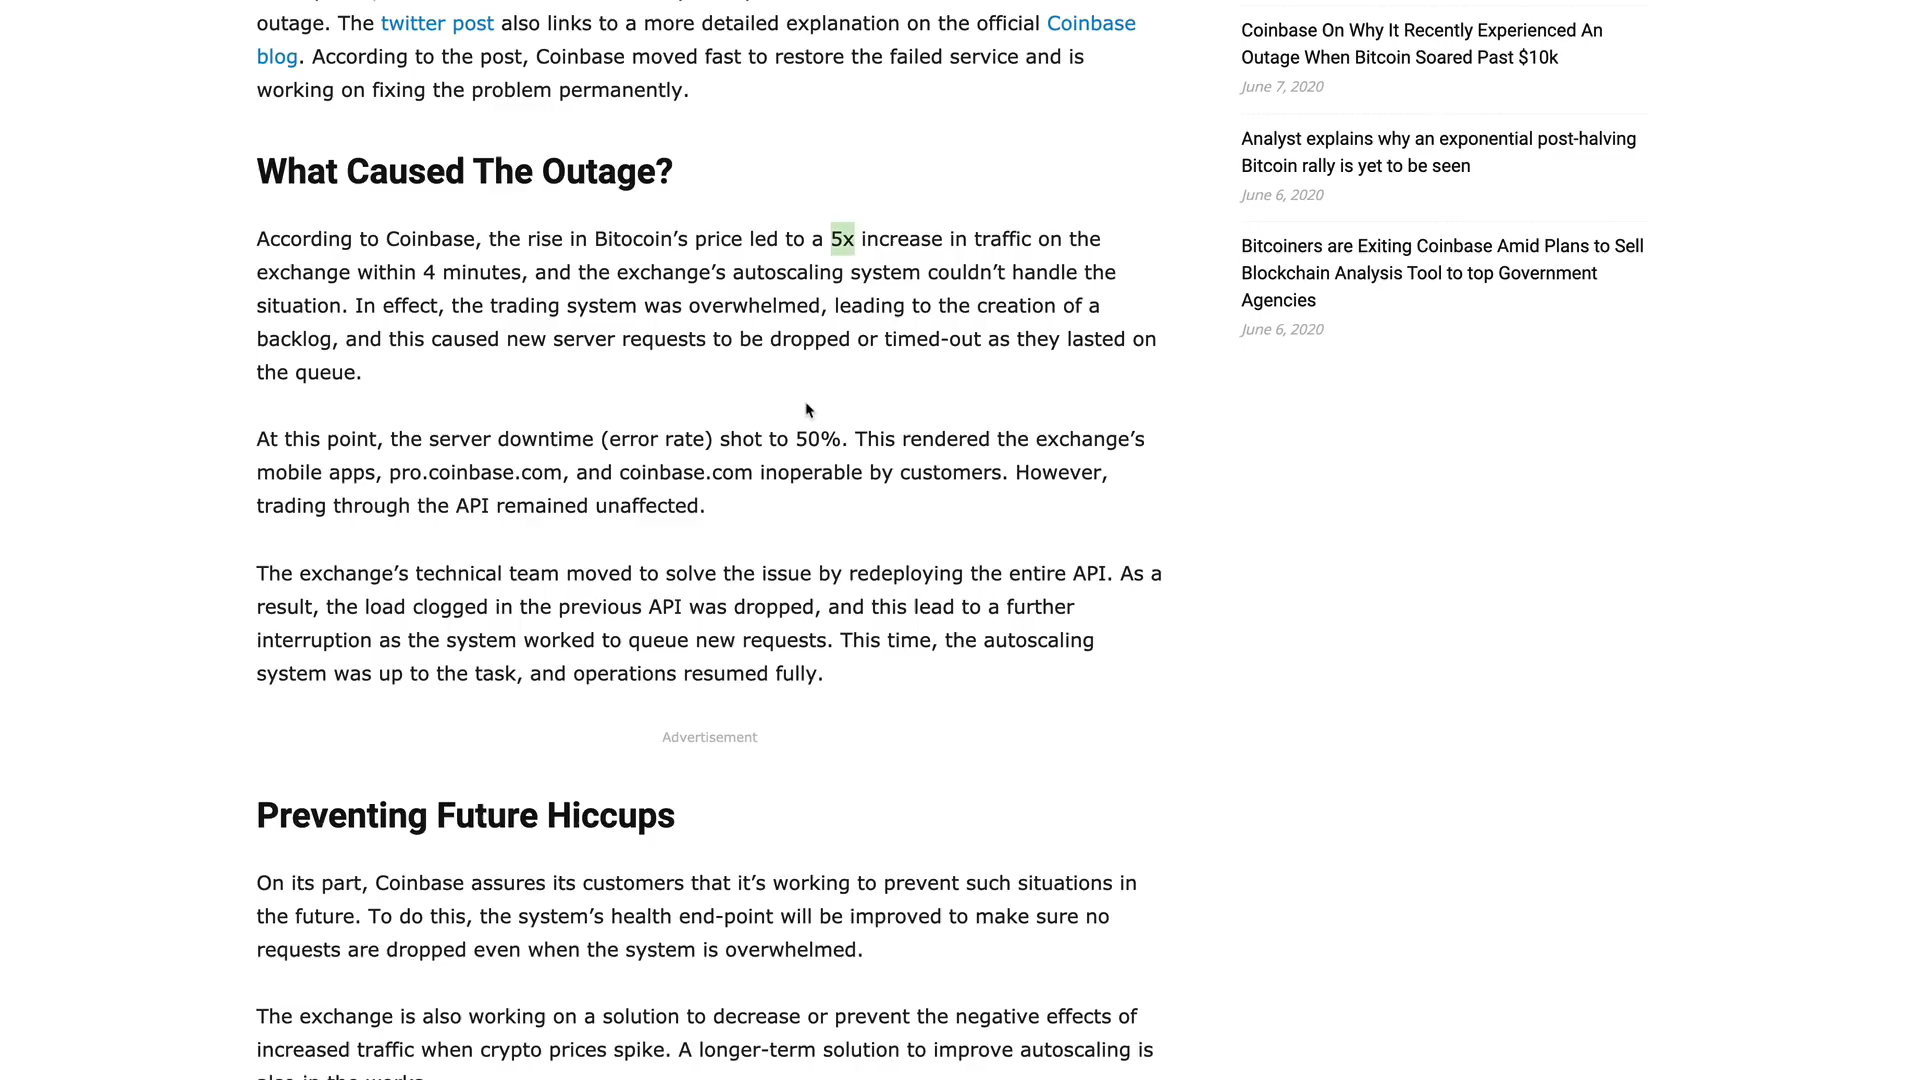 outage. The twitter post also links to a more detailed explanation on the official Coinbase
blog. According to the post, Coinbase moved fast to restore the failed service and is
working on fixing the problem permanently.
What Caused The Outage?
According to Coinbase, the rise in Bitocoin’s price led to a 5x increase in traffic on the
exchange within 4 minutes, and the exchange’s autoscaling system couldn’t handle the
situation. In effect, the trading system was overwhelmed, leading to the creation of a
backlog, and this caused new server requests to be dropped or timed-out as they lasted on
the queue.
At this point, the server downtime (error rate) shot to 50%. This rendered the exchange’s
mobile apps, pro.coinbase.com, and coinbase.com inoperable by customers. However,
trading through the API remained unaffected.
The exchange’s technical team moved to solve the issue by redeploying the entire API. As a
result, the load clogged in the previous API was dropped, and this lead to a further
interruption as the system worked to queue new requests. This time, the autoscaling
system was up to the task, and operations resumed fully.
Advertisement
Preventing Future Hiccups
On its part, Coinbase assures its customers that it’s working to prevent such situations in
the future. To do this, the system’s health end-point will be improved to make sure no
requests are dropped even when the system is overwhelmed.
The exchange is also working on a solution to decrease or prevent the negative effects of
increased traffic when crypto prices spike. A longer-term solution to improve autoscaling is
Coinbase On Why It Recently Experienced An
Outage When Bitcoin Soared Past $10k
June 7, 2020
Analyst explains why an exponential post-halving
Bitcoin rally is yet to be seen
June 6, 2020
Bitcoiners are Exiting Coinbase Amid Plans to Sell
Blockchain Analysis Tool to top Government
Agencies
June 6, 2020